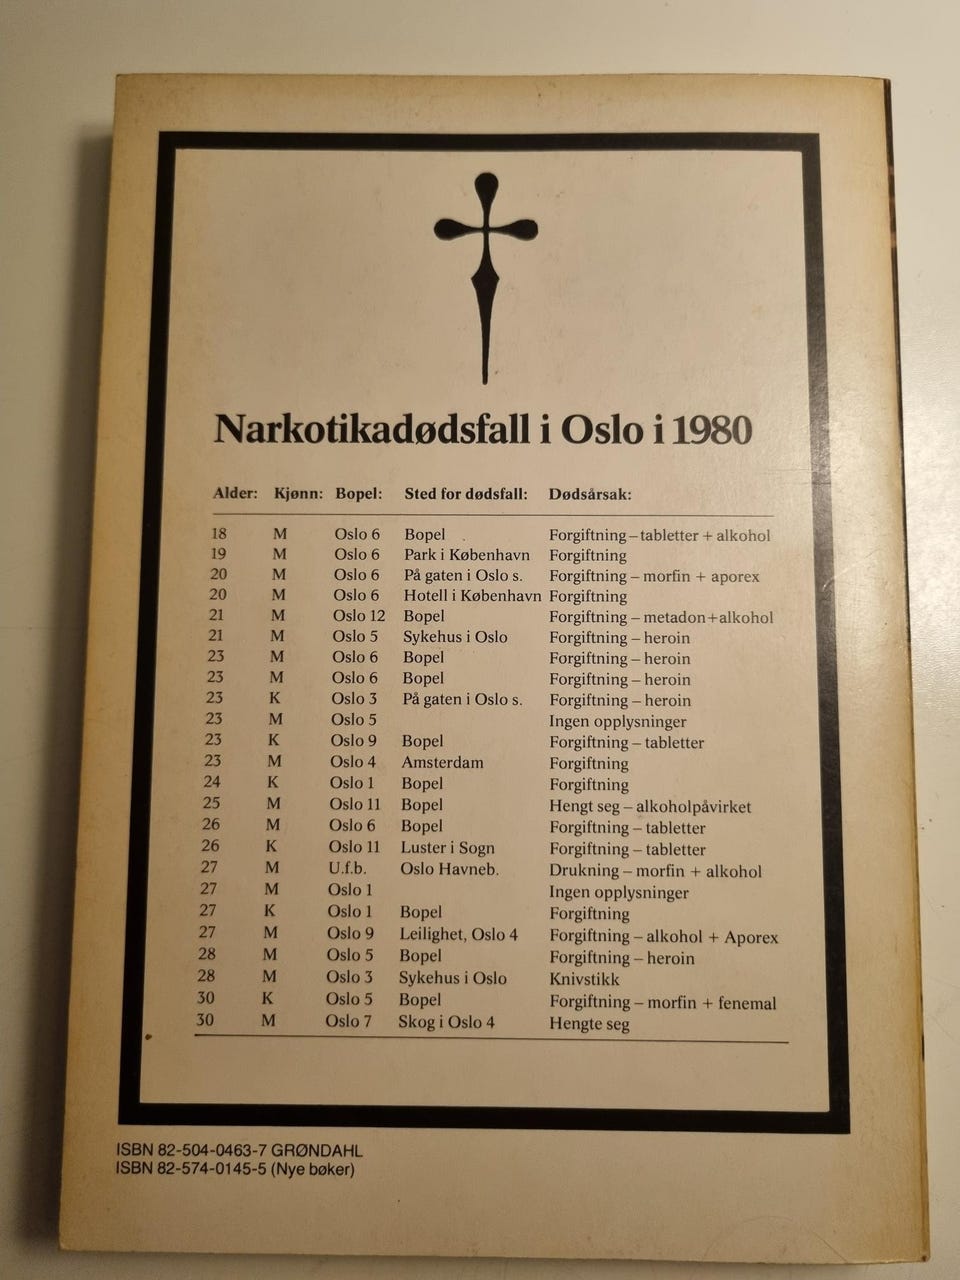 Narkotikadødsfall i Oslo i 1980
Alder: Kjønn: Bopel: Sted for dødsfall: Dødsårsak:
18 M Oslo 6 Bopel Forgiftning – tabletter + alkohol
19 M Oslo 6 Park i København Forgiftning
20 M Oslo 6 På gaten i Oslo s. Forgiftning – morfin + aporex
20 M Oslo 6 Hotell i København Forgiftning
21 M Oslo 12 Bopel Forgiftning – metadon+alkohol
21 M Oslo 5 Sykehus i Oslo Forgiftning – heroin
23 M Oslo 6 Bopel Forgiftning – heroin
23 M Oslo 6 Bopel Forgiftning – heroin
23 K Oslo 3 På gaten i Oslo s. Forgiftning – heroin
23 M Oslo 5 Ingen opplysninger
23 K Oslo 9 Bopel Forgiftning – tabletter
23 M Oslo 4 Amsterdam Forgiftning
24 K Oslo 1 Bopel Forgiftning
25 M Oslo 11 Bopel Hengt seg – alkoholpåvirket
26 M Oslo 6 Bopel Forgiftning – tabletter
26 K Oslo 11 Luster i Sogn Forgiftning – tabletter
27 M U.f.b. Oslo Havneb. Drukning – morfin + alkohol
27 M Oslo 1 Ingen opplysninger
27 K Oslo 1 Bopel Forgiftning
27 M Oslo 9 Leilighet, Oslo 4 Forgiftning – alkohol + Aporex
28 M Oslo 5 Bopel Forgiftning – heroin
28 M Oslo 3 Sykehus i Oslo Knivstikk
30 K Oslo 5 Bopel Forgiftning – morfin + fenemal
30 M Oslo 7 Skog i Oslo 4 Hengte seg
ISBN 82-504-0463-7 GRØNDAHL
ISBN 82-574-0145-5 (Nye bøker)